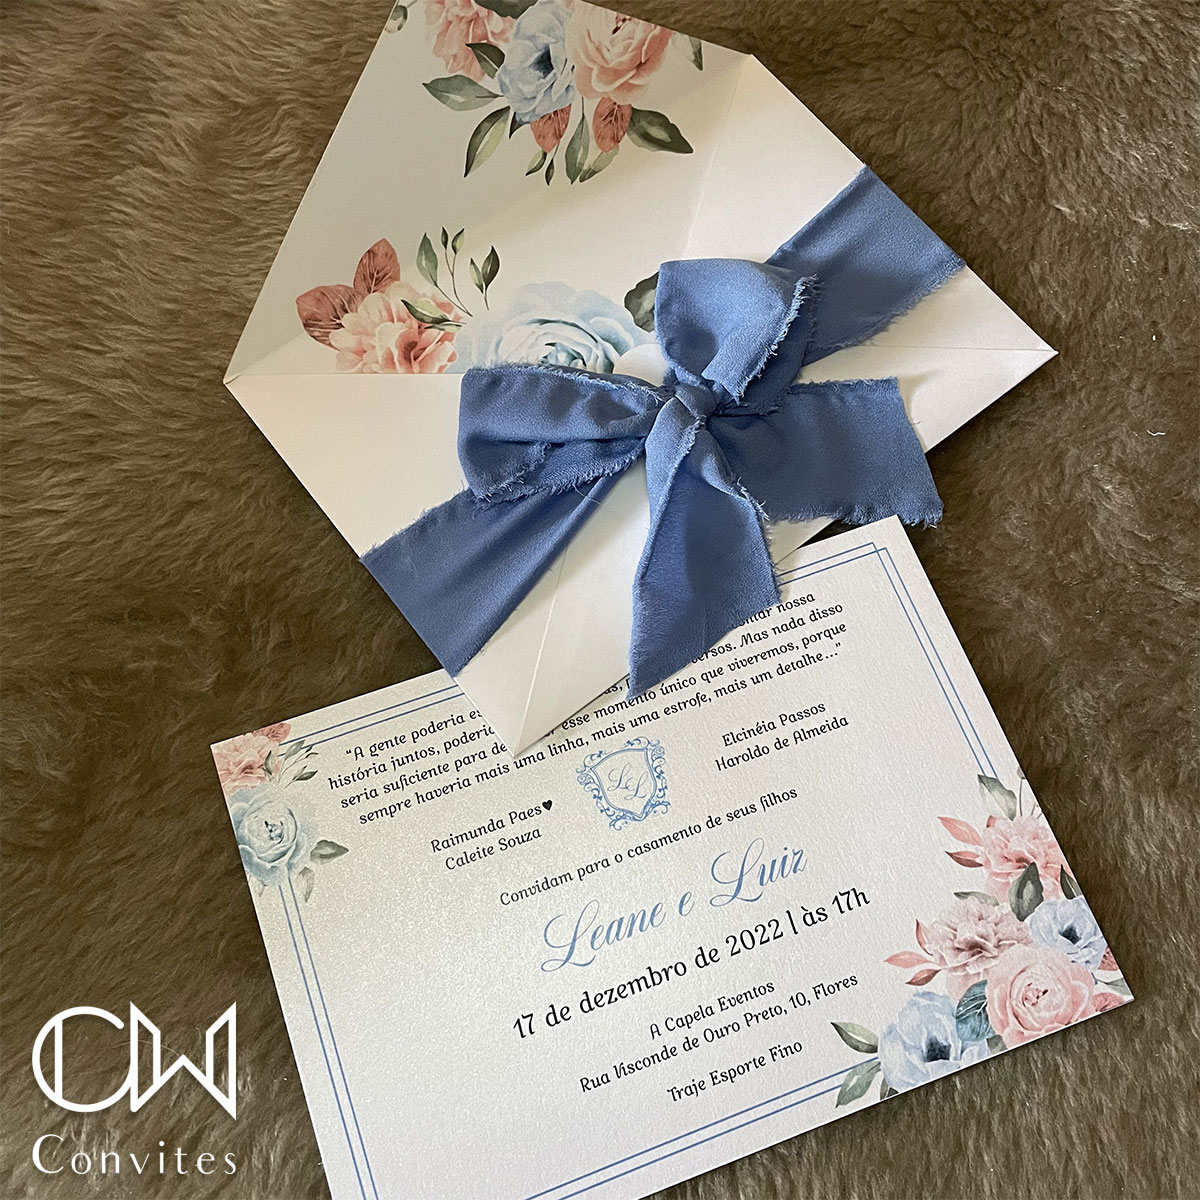 "A gente poderia es ontar nossa
história juntos, poderia versos. Mas nada disso
seria suficiente para de esse momento único que viveremos, porque
sempre haveria mais uma linha, mais uma estrofe, mais um detalhe..."
Raimunda Paes♥
Caleite Souza
LL
Elcinéia Passos
Haroldo de Almeida
Convidam para o casamento de seus filhos
Leane e Luiz
17 de dezembro de 2022 | às 17h
A Capela Eventos
Rua Visconde de Ouro Preto, 10, Flores
Traje Esporte Fino
CW
Convites